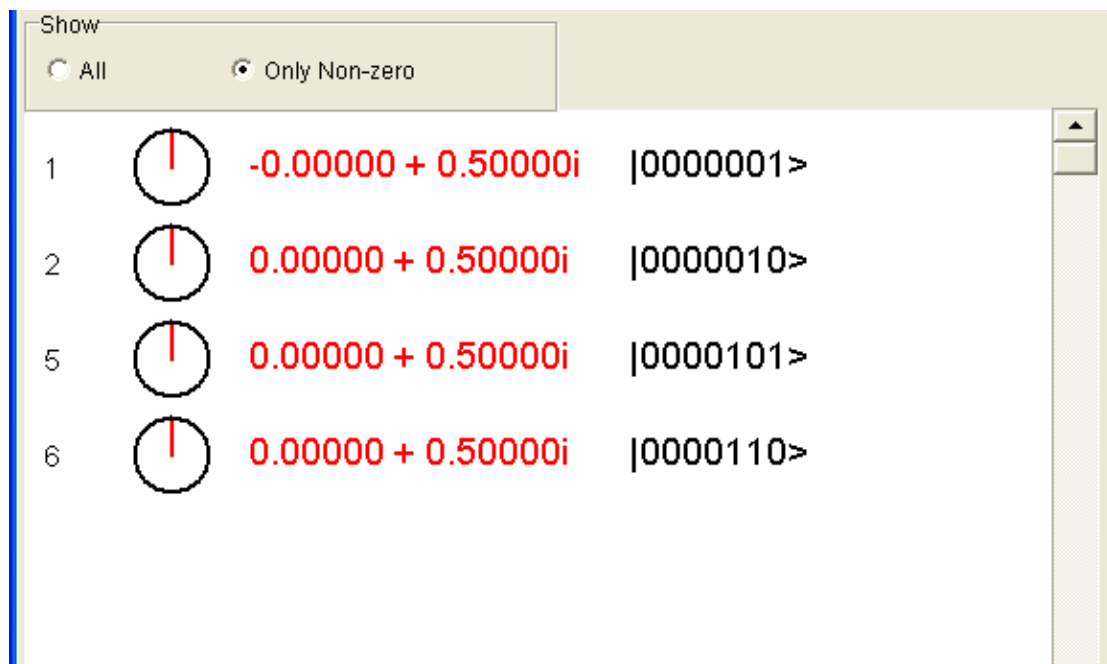 Show
All Only Non-zero
1 -0.00000 + 0.50000i |0000001>
2 0.00000 + 0.50000i |0000010>
5 0.00000 + 0.50000i |0000101>
6 0.00000 + 0.50000i |0000110>